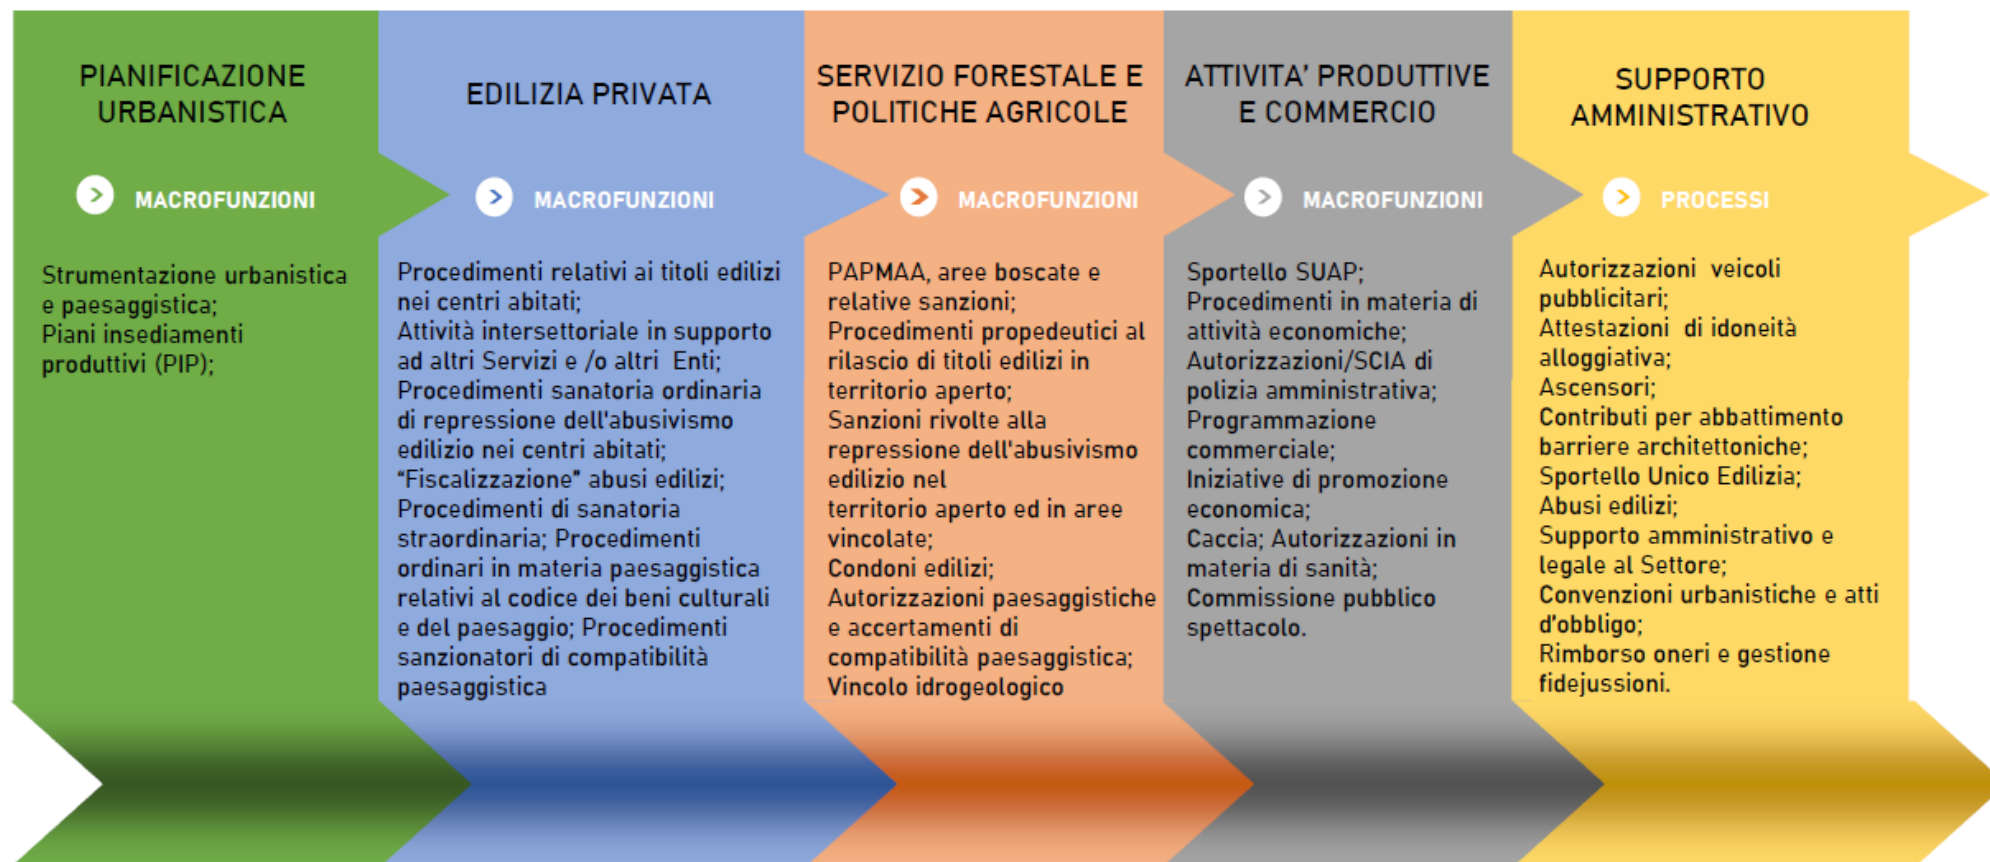 PIANIFICAZIONE
URBANISTICA
MACROFUNZIONI
Strumentazione urbanistica
e paesaggistica;
Piani insediamenti
produttivi (PIP);
EDILIZIA PRIVATA
MACROFUNZIONI
Procedimenti relativi ai titoli edilizi
nei centri abitati;
Attività intersettoriale in supporto
ad altri Servizi e /o altri Enti;
Procedimenti sanatoria ordinaria
di repressione dell'abusivismo
edilizio nei centri abitati;
"Fiscalizzazione" abusi edilizi;
Procedimenti di sanatoria
straordinaria; Procedimenti
ordinari in materia paesaggistica
relativi al codice dei beni culturali
e del paesaggio; Procedimenti
sanzionatori di compatibilità
paesaggistica
SERVIZIO FORESTALE E
POLITICHE AGRICOLE
MACROFUNZIONI
PAPMAA, aree boscate e
relative sanzioni;
Procedimenti propedeutici al
rilascio di titoli edilizi in
territorio aperto;
Sanzioni rivolte alla
repressione dell'abusivismo
edilizio nel
territorio aperto ed in aree
vincolate;
Condoni edilizi;
Autorizzazioni paesaggistiche
e accertamenti di
compatibilità paesaggistica;
Vincolo idrogeologico
ATTIVITA' PRODUTTIVE
E COMMERCIO
MACROFUNZIONI
Sportello SUAP;
Procedimenti in materia di
attività economiche;
Autorizzazioni/SCIA di
polizia amministrativa;
Programmazione
commerciale;
Iniziative di promozione
economica;
Caccia; Autorizzazioni in
materia di sanità;
Commissione pubblico
spettacolo.
SUPPORTO
AMMINISTRATIVO
PROCESSI
Autorizzazioni veicoli
pubblicitari;
Attestazioni di idoneità
alloggiativa;
Ascensori;
Contributi per abbattimento
barriere architettoniche;
Sportello Unico Edilizia;
Abusi edilizi;
Supporto amministrativo e
legale al Settore;
Convenzioni urbanistiche e atti
d'obbligo;
Rimborso oneri e gestione
fidejussioni.